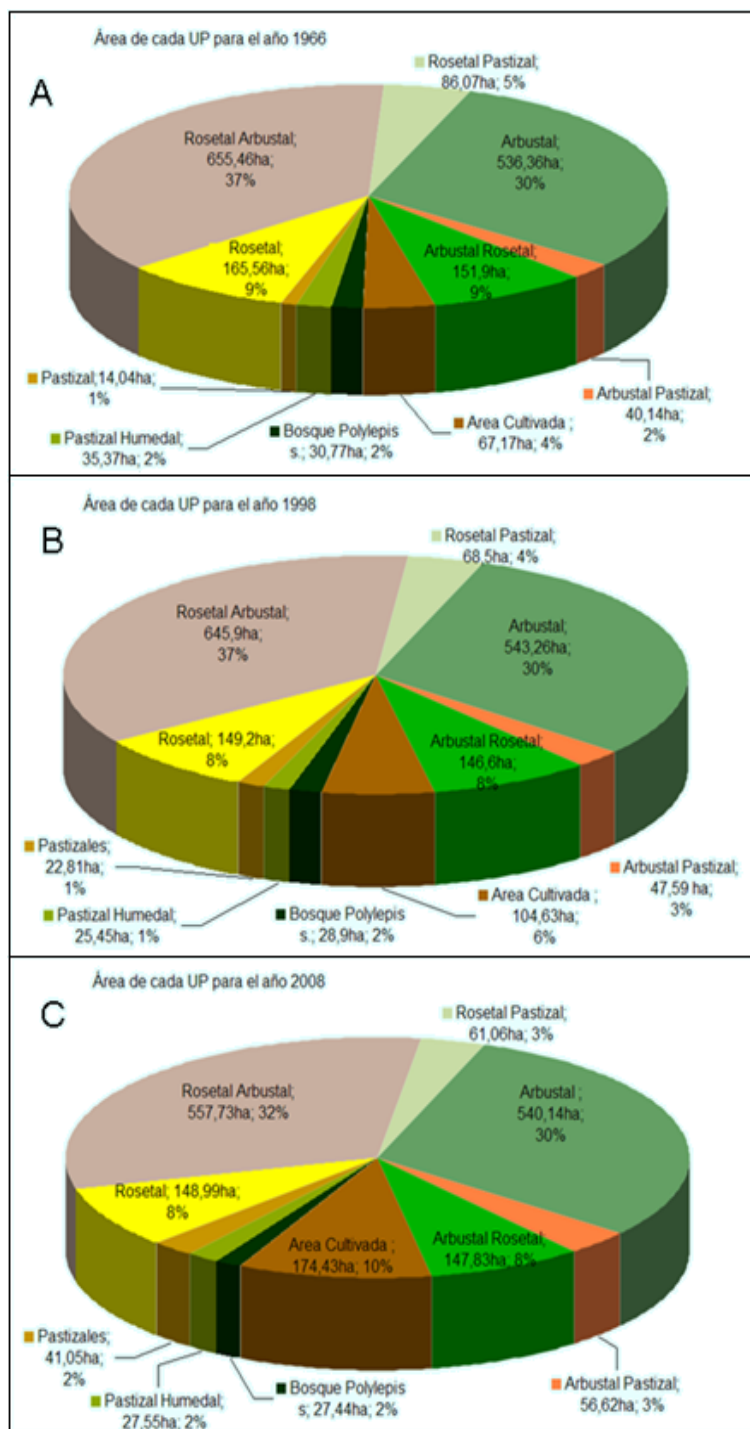 Área de cada UP para el año 1966
A
Rosetal Pastizal;
86,07ha; 5%
Rosetal Arbustal;
655,46ha;
37%
Arbustal;
536,36ha;
30%
Rosetal;
165,56ha;
9%
Arbustal Rosetal;
151,9ha;
9%
Pastizal;14,04ha;
1%
Pastizal Humedal;
35,37ha; 2%
Bosque Polylepis
s.; 30,77ha; 2%
Area Cultivada ;
67,17ha; 4%
Arbustal Pastizal;
40,14ha;
2%
Área de cada UP para el año 1998
B
Rosetal Pastizal;
68,5ha; 4%
Rosetal Arbustal;
645,9ha;
37%
Arbustal;
543,26ha;
30%
Rosetal; 149,2ha;
8%
Arbustal Rosetal;
146,6ha;
8%
Pastizales;
22,81ha;
1%
Pastizal Humedal;
25,45ha; 1%
Bosque Polylepis
s.; 28,9ha; 2%
Area Cultivada ;
104,63ha;
6%
Arbustal Pastizal;
47,59 ha;
3%
Área de cada UP para el año 2008
C
Rosetal Pastizal;
61,06ha; 3%
Rosetal Arbustal;
557,73ha; 32%
Arbustal ;
540,14ha;
30%
Rosetal; 148,99ha;
8%
Area Cultivada ;
174,43ha; 10%
Arbustal Rosetal,
147,83ha; 8%
Pastizales;
41,05ha;
2%
Pastizal Humedal;
27,55ha; 2%
Bosque Polylepis
s; 27,44ha; 2%
Arbustal Pastizal;
56,62ha; 3%